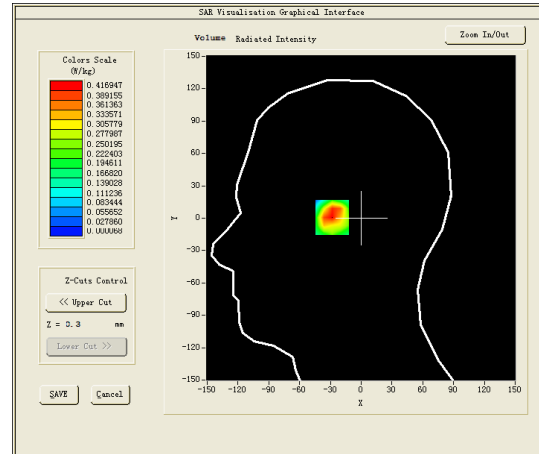 SAR Visualisation Graphical Interface
Volume Radiated Intensity
Zoom In/Out
Colors Scale
(W/kg)
0.416947
0.389155
0.361363
0.333571
0.305779
0.277987
0.250195
0.222403
0.194611
0.166820
0.139028
0.111236
0.083444
0.055652
0.027860
0.000068
150
120
90
60
30
0
-30
-60
-90
-120
-150
Y
-150 -120 -90 -60 -30 0 30 60 90 120 150
X
Z-Cuts Control
<< Upper Cut
Z = 0.3 mm
Lower Cut >>
SAVE Cancel